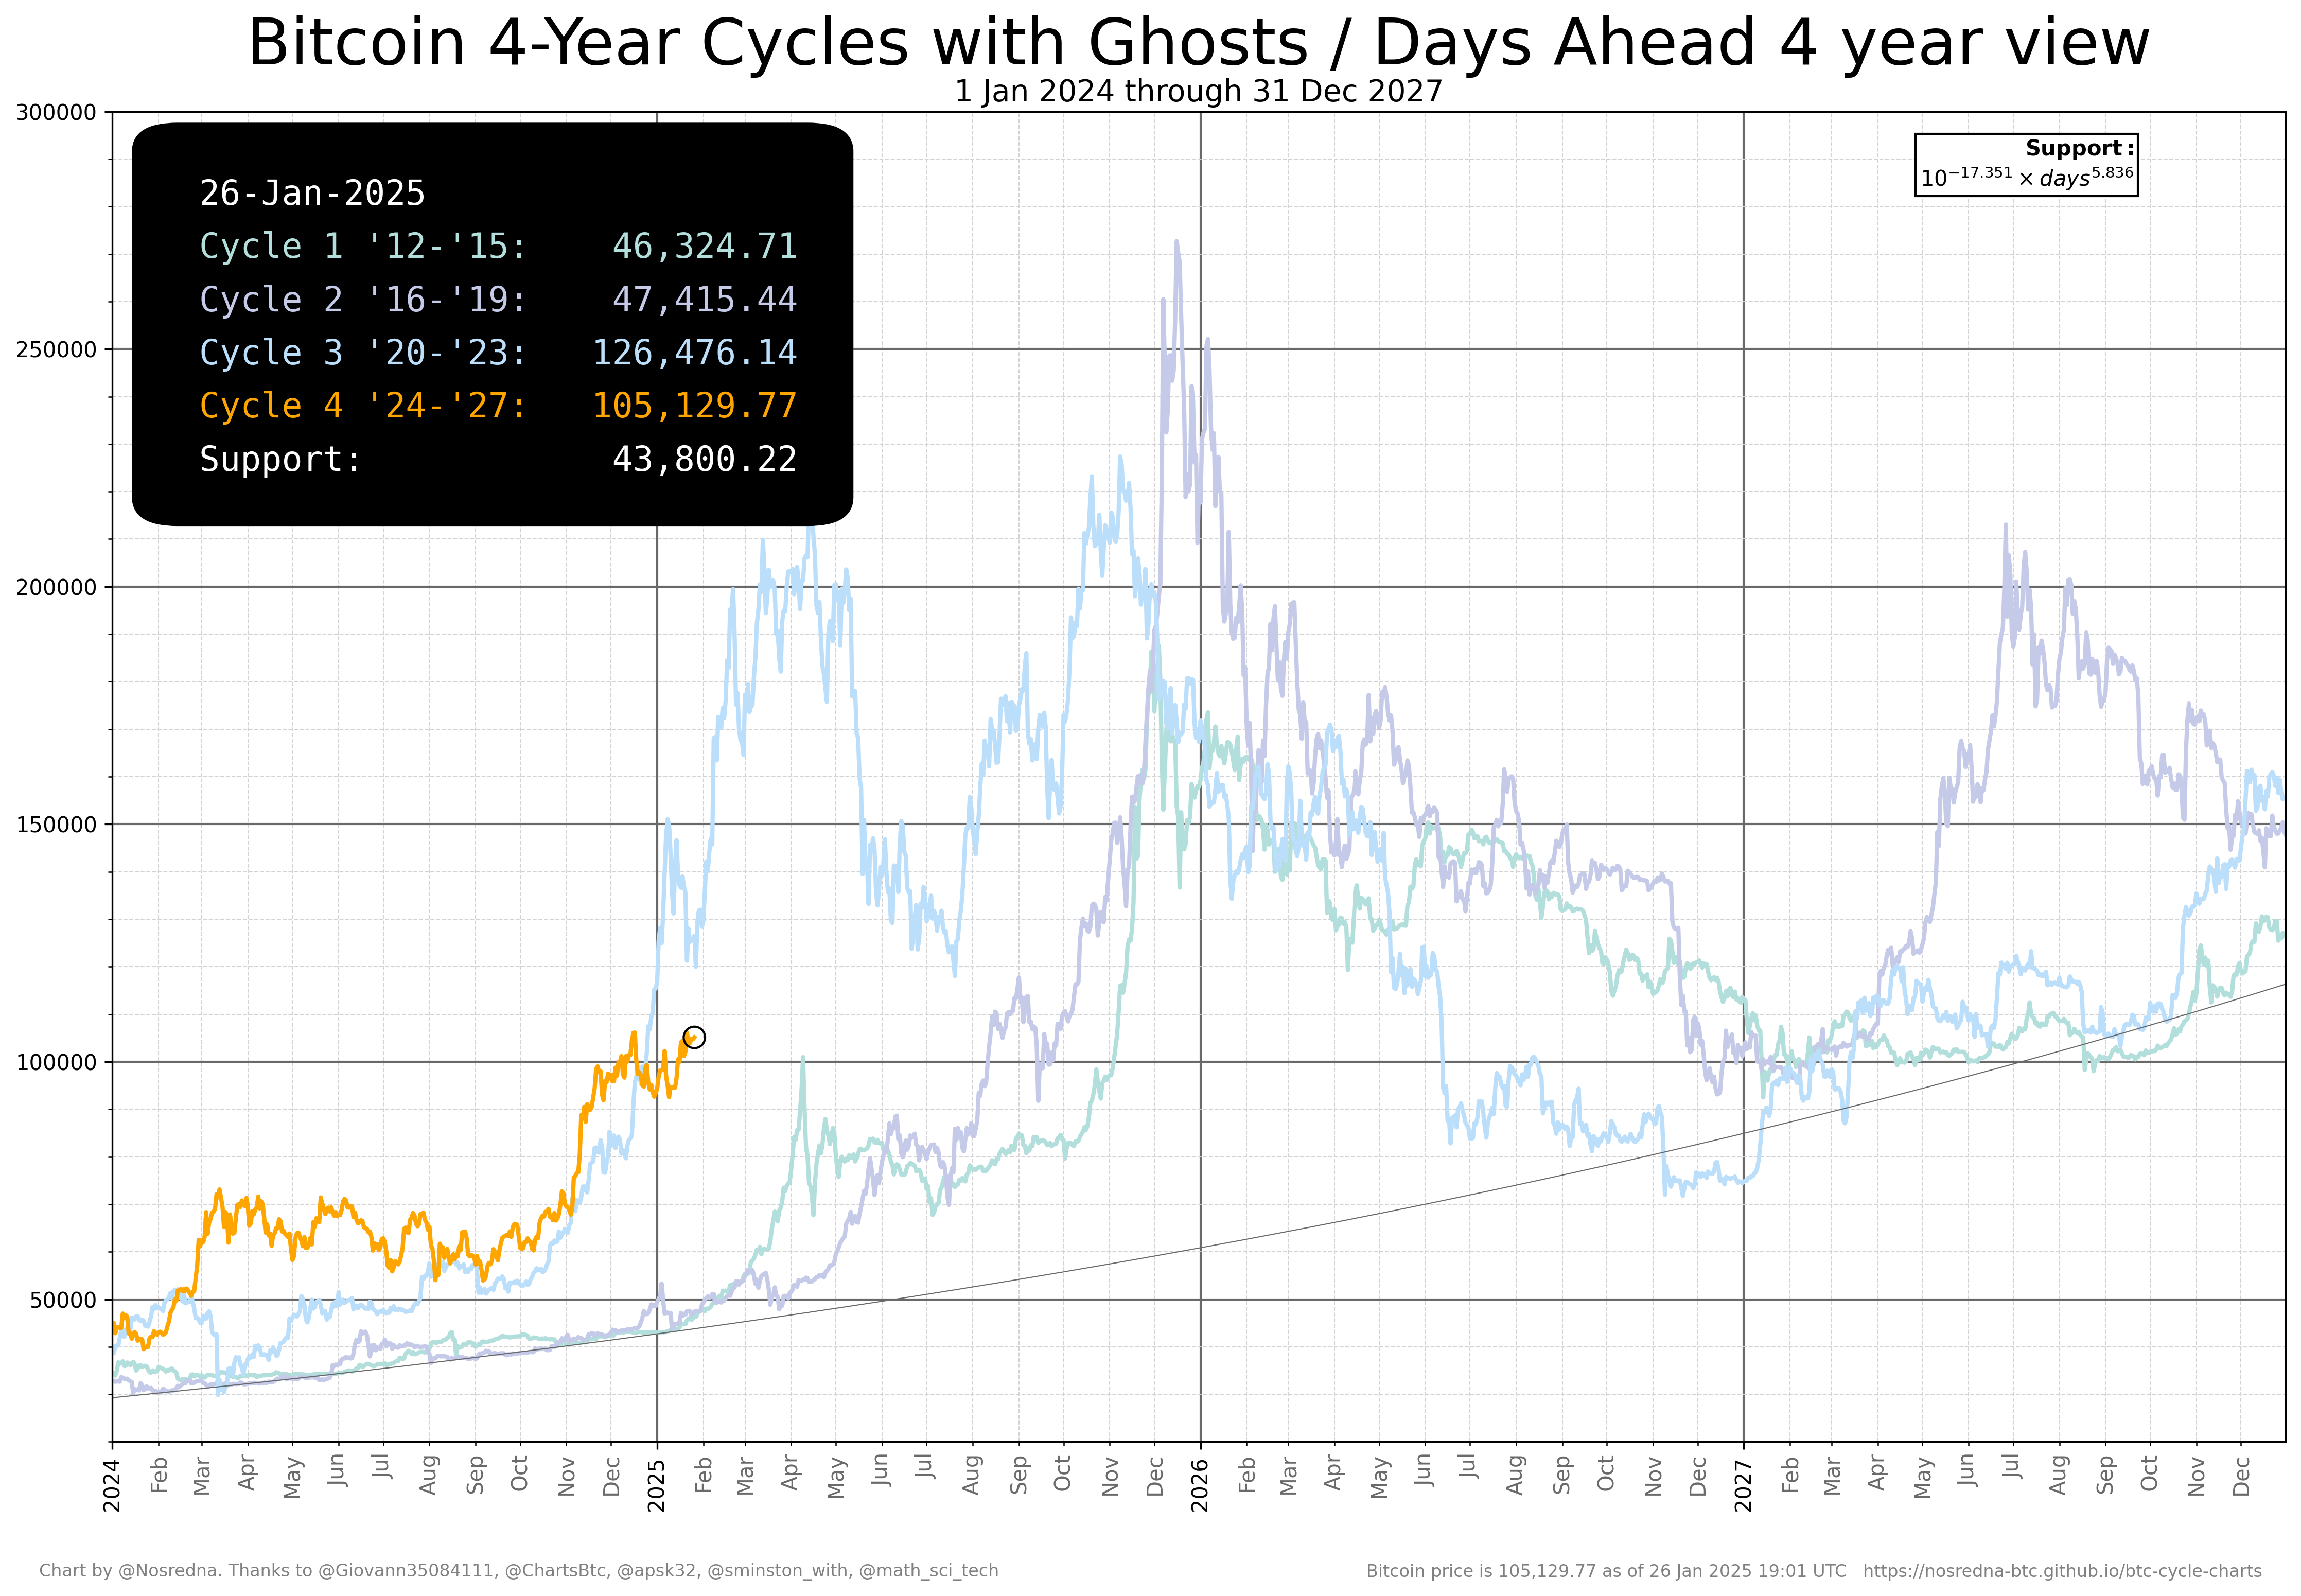 Bitcoin 4-Year Cycles with Ghosts / Days Ahead 4 year view
1 Jan 2024 through 31 Dec 2027
300000
250000
200000
150000
100000
50000
26-Jan-2025
Cycle 1 '12-'15: 46,324.71
Cycle 2 '16-'19: 47,415.44
Cycle 3 '20-'23: 126,476.14
Cycle 4 '24-'27: 105,129.77
Support: 43,800.22
Support:
10^−17.351 × days^5.836
2024 Feb Mar Apr May Jun Jul Aug Sep Oct Nov Dec 2025 Feb Mar Apr May Jun Jul Aug Sep Oct Nov Dec 2026 Feb Mar Apr May Jun Jul Aug Sep Oct Nov Dec 2027 Feb Mar Apr May Jun Jul Aug Sep Oct Nov Dec
Chart by @Nosredna. Thanks to @Giovann35084111, @ChartsBtc, @apsk32, @sminston_with, @math_sci_tech
Bitcoin price is 105,129.77 as of 26 Jan 2025 19:01 UTC https://nosredna-btc.github.io/btc-cycle-charts